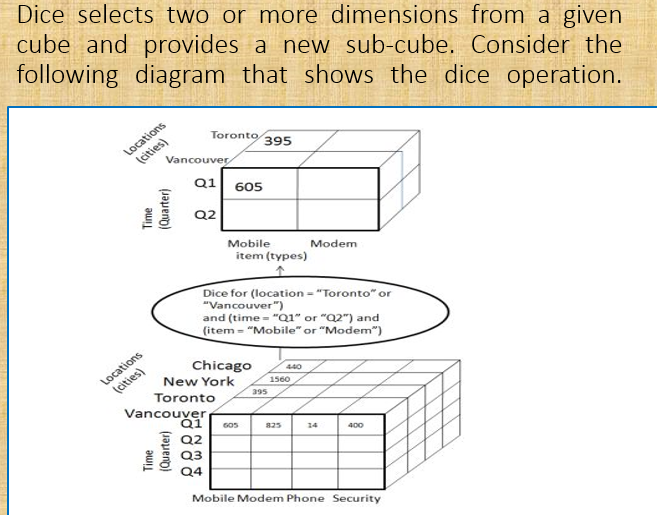 Dice selects two or more dimensions from a given
cube and provides a new sub-cube. Consider the
following diagram that shows the dice operation.
Locations
(cities)
Toronto 395
Vancouver
Time
(Quarter)
Q1 605
Q2
Mobile Modem
item (types)
Dice for (location = "Toronto" or
"Vancouver")
and (time = "Q1" or "Q2") and
(item = "Mobile" or "Modem")
Locations
(cities)
Chicago 440
New York 1560
Toronto 395
Vancouver
Time
(Quarter)
Q1 605 825 14 400
Q2
Q3
Q4
Mobile Modem Phone Security